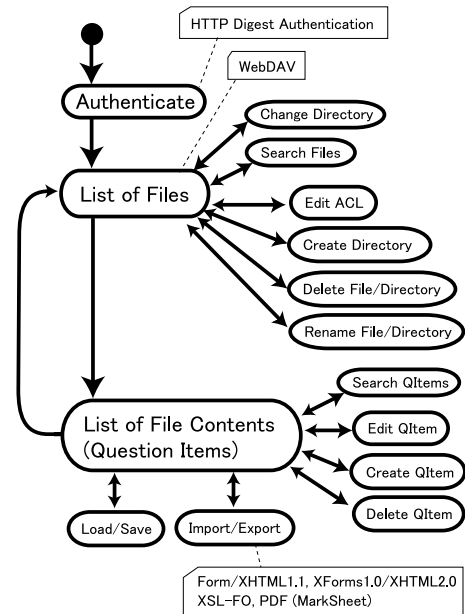 HTTP Digest Authentication
WebDAV
Authenticate
Change Directory
Search Files
List of Files
Edit ACL
Create Directory
Delete File/Directory
Rename File/Directory
Search QItems
List of File Contents
(Question Items)
Edit QItem
Create QItem
Delete QItem
Load/Save
Import/Export
Form/XHTML1.1, XForms1.0/XHTML2.0
XSL-FO, PDF (MarkSheet)